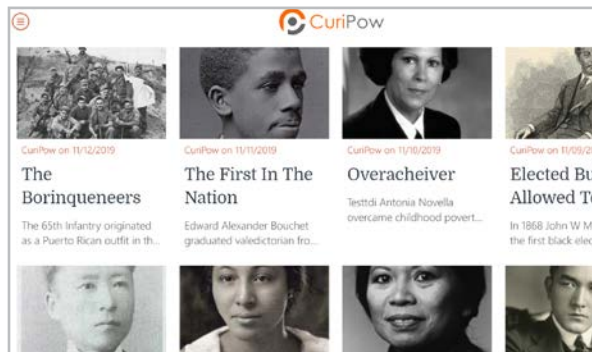 CuriPow
CuriPow on 11/12/2019
The
Borinqueneers
The 65th Infantry originated
as a Puerto Rican outfit in th...
CuriPow on 11/11/2019
The First In The
Nation
Edward Alexander Bouchet
graduated valedictorian fro...
CuriPow on 11/10/2019
Overacheiver
Testtdi Antonia Novella
overcame childhood povert...
CuriPow on 11/09/20
Elected Bu
Allowed To
In 1868 John W M
the first black elec